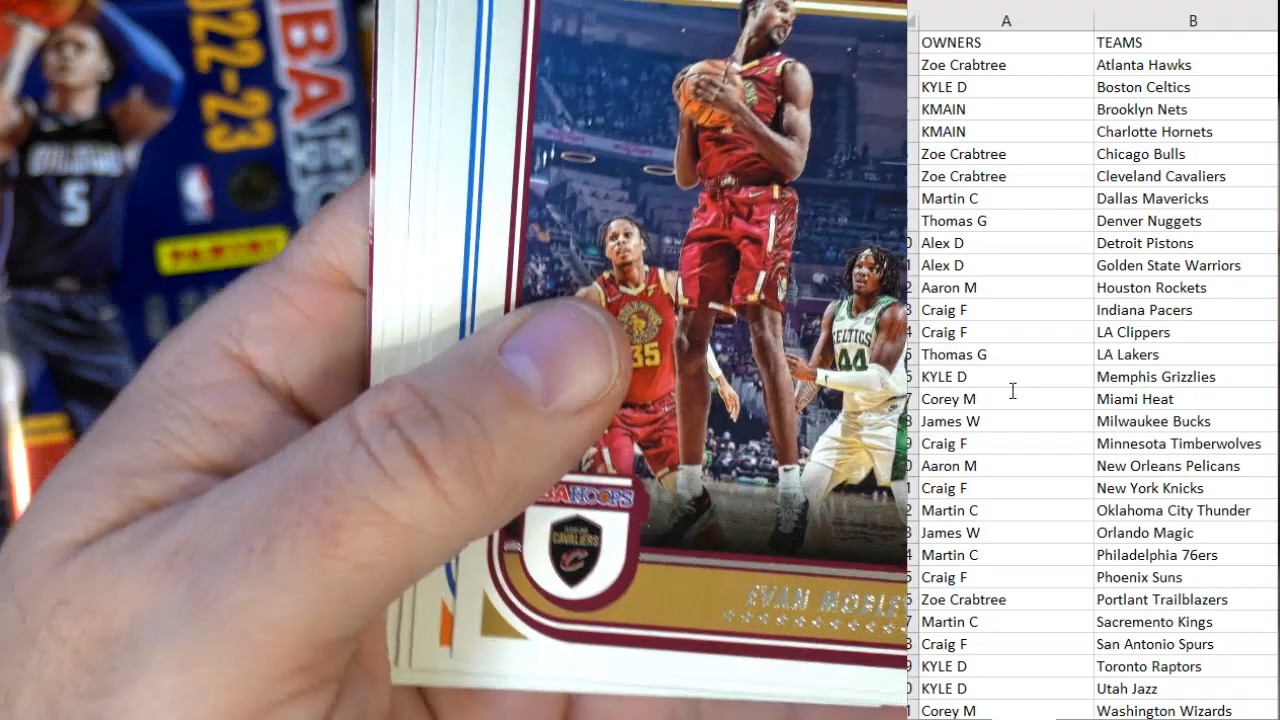 2022-23
NBA HO
ORLANDO
5
PANINI
35
CELTICS
44
NBA HOOPS
CAVALIERS
C
EVAN MOBLE
A B
OWNERS TEAMS
Zoe Crabtree Atlanta Hawks
KYLE D Boston Celtics
KMAIN Brooklyn Nets
KMAIN Charlotte Hornets
Zoe Crabtree Chicago Bulls
Zoe Crabtree Cleveland Cavaliers
Martin C Dallas Mavericks
Thomas G Denver Nuggets
Alex D Detroit Pistons
Alex D Golden State Warriors
Aaron M Houston Rockets
Craig F Indiana Pacers
Craig F LA Clippers
Thomas G LA Lakers
KYLE D Memphis Grizzlies
Corey M Miami Heat
James W Milwaukee Bucks
Craig F Minnesota Timberwolves
Aaron M New Orleans Pelicans
Craig F New York Knicks
Martin C Oklahoma City Thunder
James W Orlando Magic
Martin C Philadelphia 76ers
Craig F Phoenix Suns
Zoe Crabtree Portlant Trailblazers
Martin C Sacremento Kings
Craig F San Antonio Spurs
KYLE D Toronto Raptors
KYLE D Utah Jazz
Corey M Washington Wizards